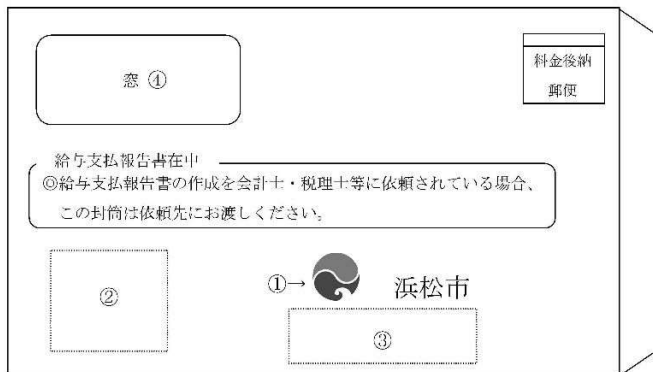 窓 ④
料金後納
郵便
給与支払報告書在中
◎給与支払報告書の作成を会計士・税理士等に依頼されている場合、
この封筒は依頼先にお渡しください。
②
①→
浜松市
③